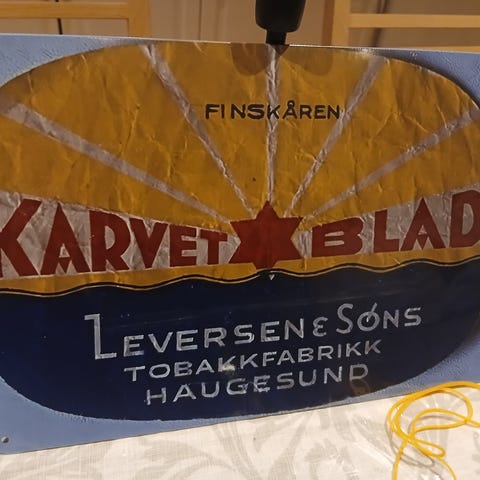 FINSKÅREN
KARVET BLAD
LEVERSEN & SØNS
TOBAKKFABRIKK
HAUGESUND